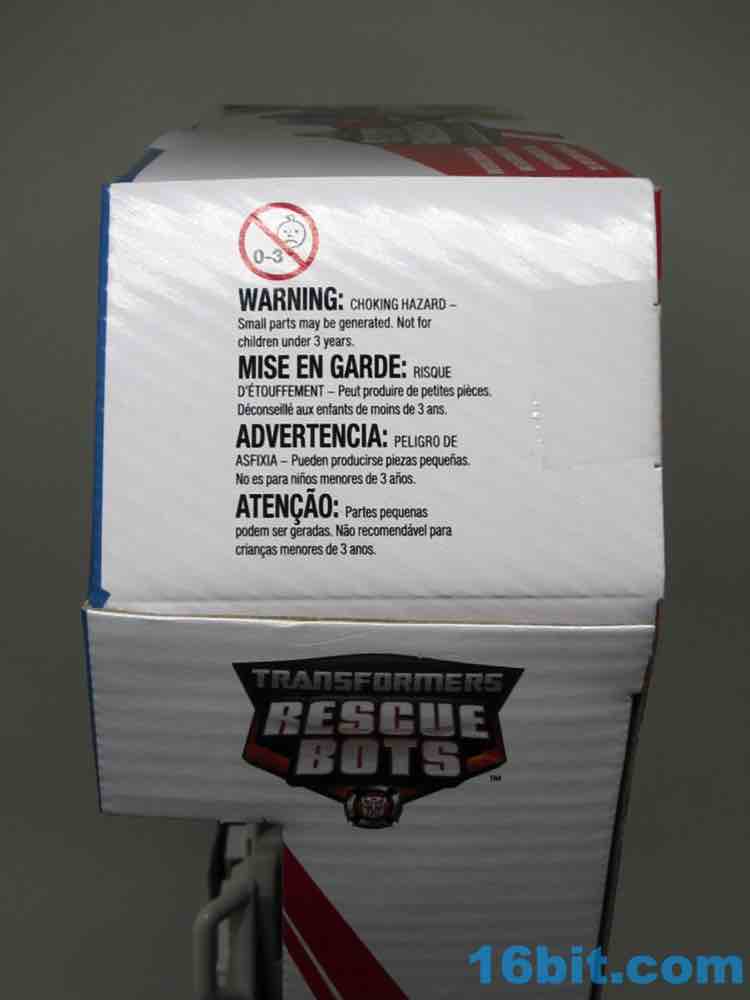 0-3
WARNING: CHOKING HAZARD –
Small parts may be generated. Not for
children under 3 years.
MISE EN GARDE: RISQUE
D'ÉTOUFFEMENT – Peut produire de petites pièces.
Déconseillé aux enfants de moins de 3 ans.
ADVERTENCIA: PELIGRO DE
ASFIXIA – Pueden producirse piezas pequeñas.
No es para niños menores de 3 años.
ATENÇÃO: Partes pequenas
podem ser geradas. Não recomendável para
crianças menores de 3 anos.
TRANSFORMERS
RESCUE
BOTS
TM
16bit.com